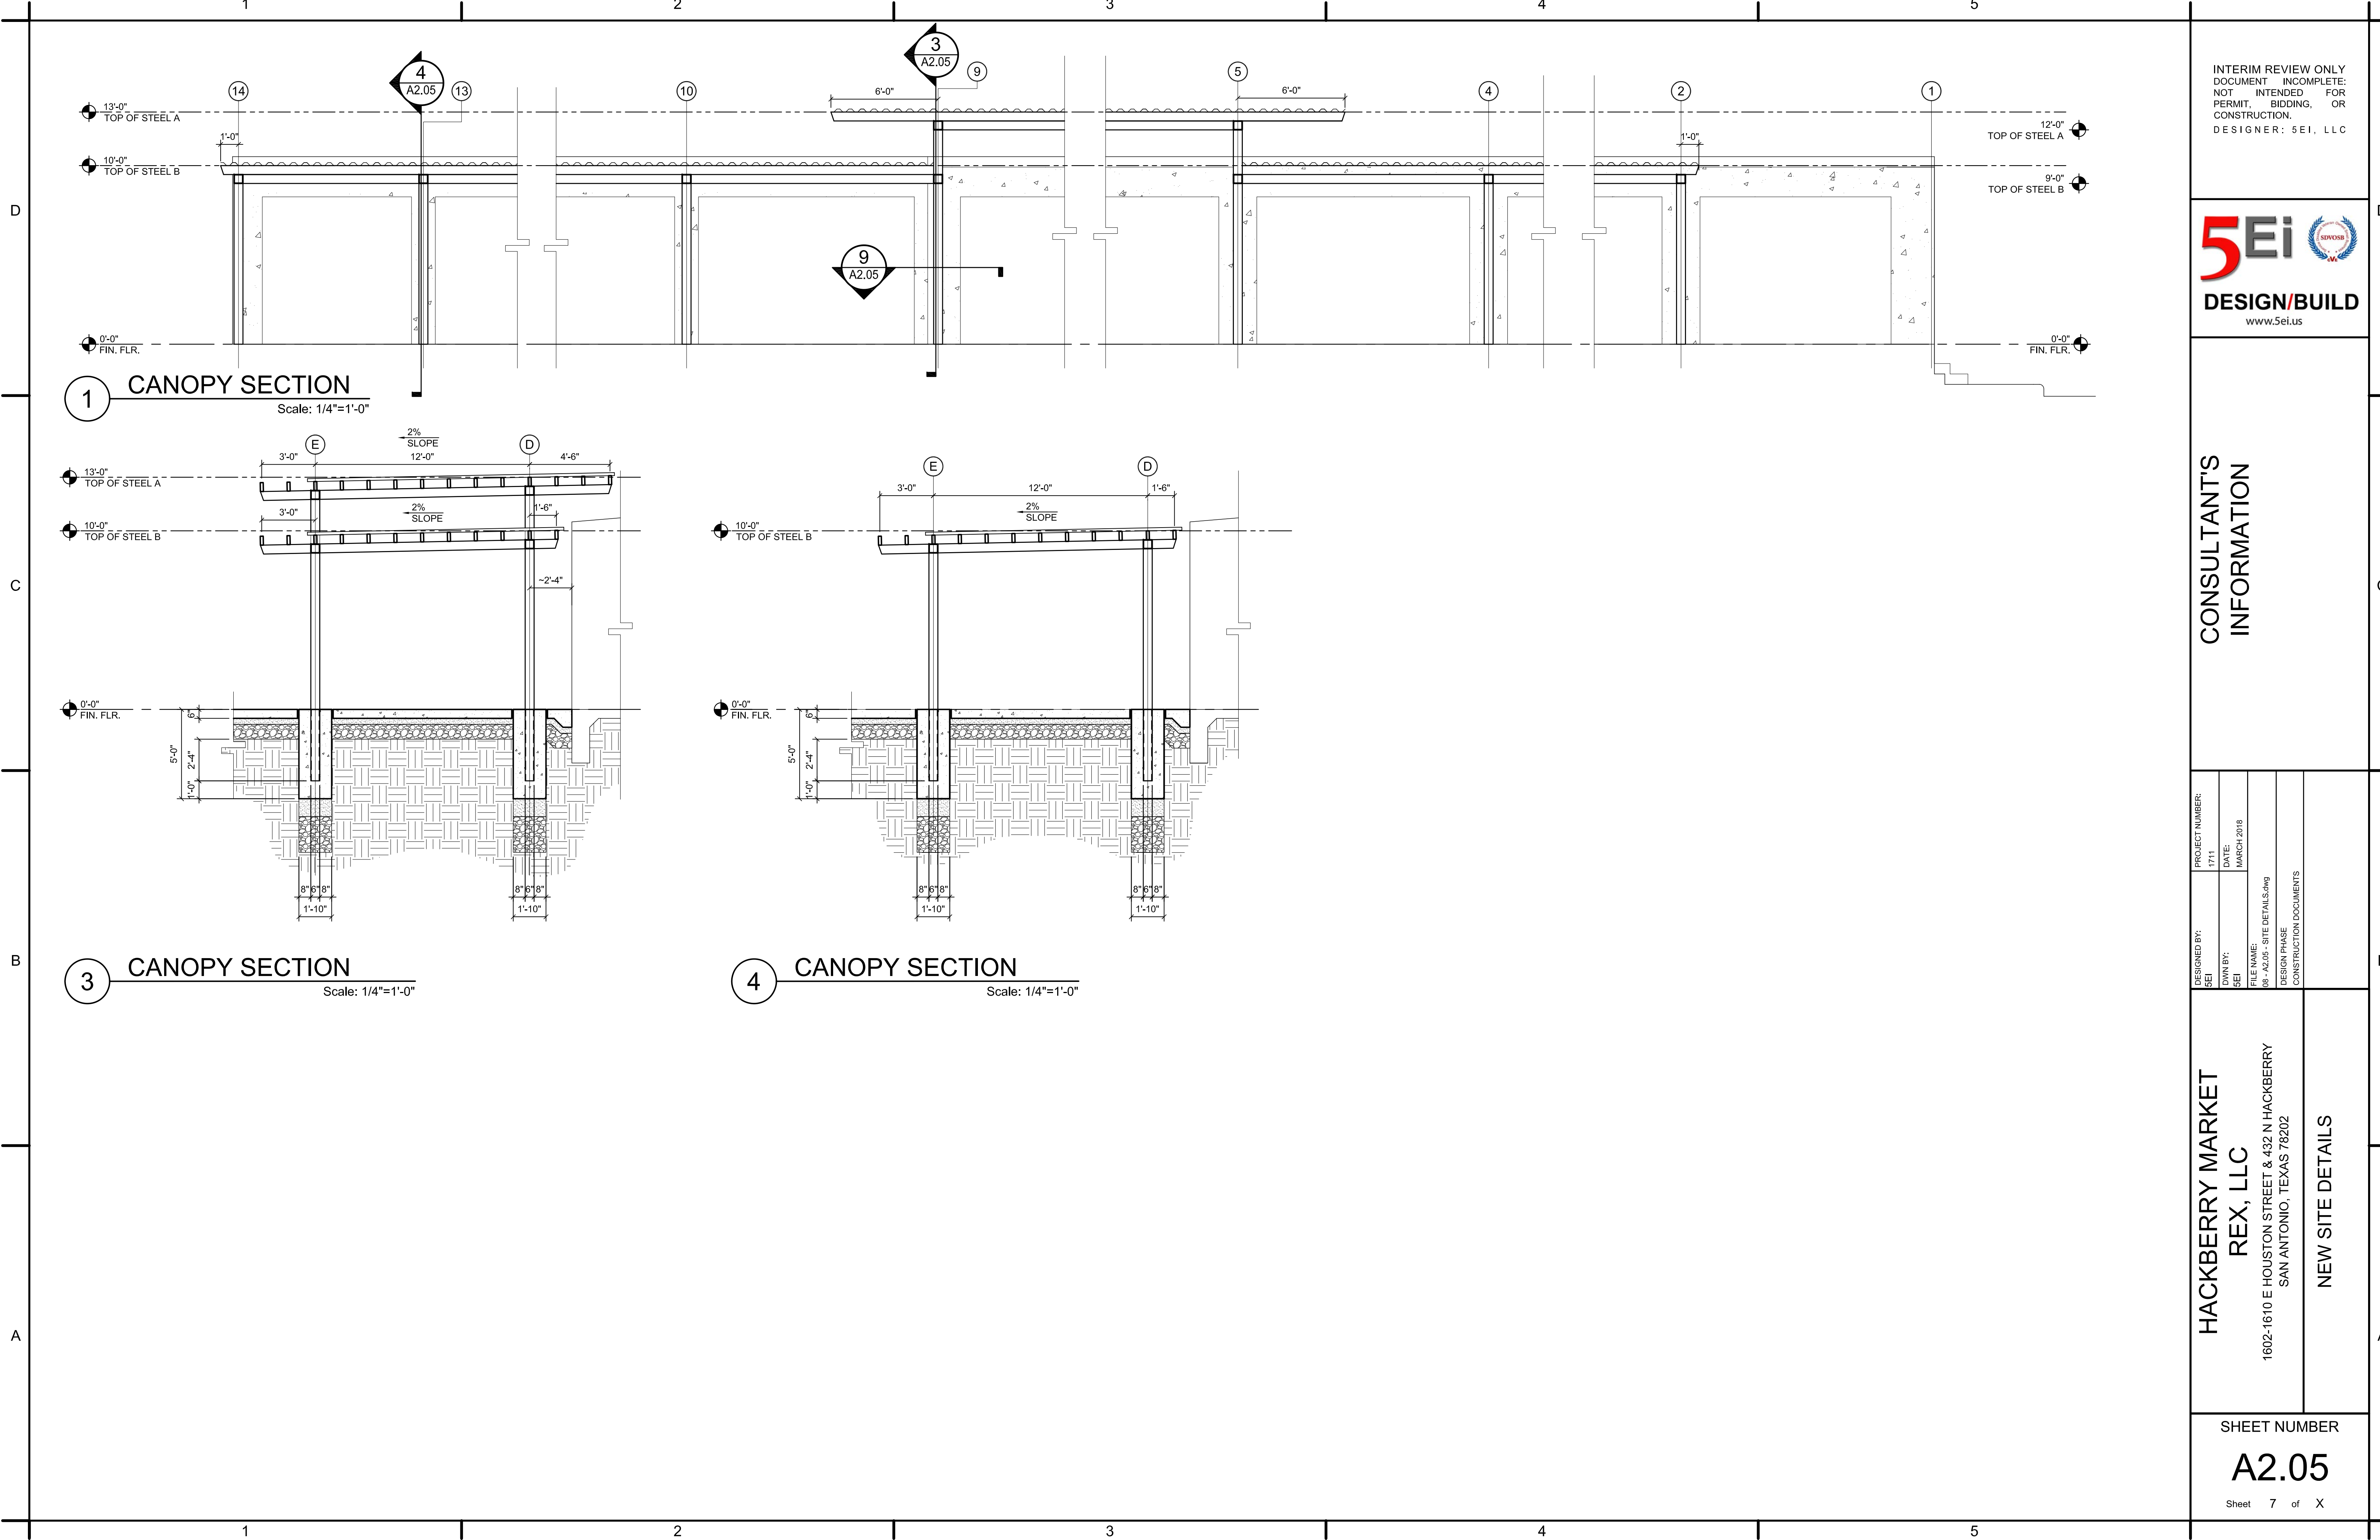 1 2 3 4 5
14
4
A2.05
13
10
3
A2.05
9
5
4
2
1
6'-0"
6'-0"
13'-0"
TOP OF STEEL A
12'-0"
TOP OF STEEL A
1'-0"
1'-0"
10'-0"
TOP OF STEEL B
9'-0"
TOP OF STEEL B
D
9
A2.05
0'-0"
FIN. FLR.
0'-0"
FIN. FLR.
1
CANOPY SECTION
Scale: 1/4"=1'-0"
2%
SLOPE
E
D
3'-0" 12'-0" 4'-6"
13'-0"
TOP OF STEEL A
3'-0"
2%
SLOPE
1'-6"
10'-0"
TOP OF STEEL B
~2'-4"
0'-0"
FIN. FLR.
6"
5'-0"
2'-4"
1'-0"
8" 6" 8"
1'-10"
8" 6" 8"
1'-10"
3
CANOPY SECTION
Scale: 1/4"=1'-0"
E
D
3'-0" 12'-0" 1'-6"
2%
SLOPE
10'-0"
TOP OF STEEL B
0'-0"
FIN. FLR.
6"
5'-0"
2'-4"
1'-0"
8" 6" 8"
1'-10"
8" 6" 8"
1'-10"
4
CANOPY SECTION
Scale: 1/4"=1'-0"
C
B
A
1 2 3 4 5
INTERIM REVIEW ONLY
DOCUMENT INCOMPLETE:
NOT INTENDED FOR
PERMIT, BIDDING, OR
CONSTRUCTION.
DESIGNER: 5EI, LLC
5Ei
SDVOSB
DESIGN/BUILD
www.5ei.us
CONSULTANT'S
INFORMATION
PROJECT NUMBER:
1711
DATE:
MARCH 2018
DESIGNED BY:
5EI
DWN BY:
5EI
FILE NAME:
08 - A2.05 - SITE DETAILS.dwg
DESIGN PHASE
CONSTRUCTION DOCUMENTS
HACKBERRY MARKET
REX, LLC
1602-1610 E HOUSTON STREET & 432 N HACKBERRY
SAN ANTONIO, TEXAS 78202
NEW SITE DETAILS
SHEET NUMBER
A2.05
Sheet 7 of X